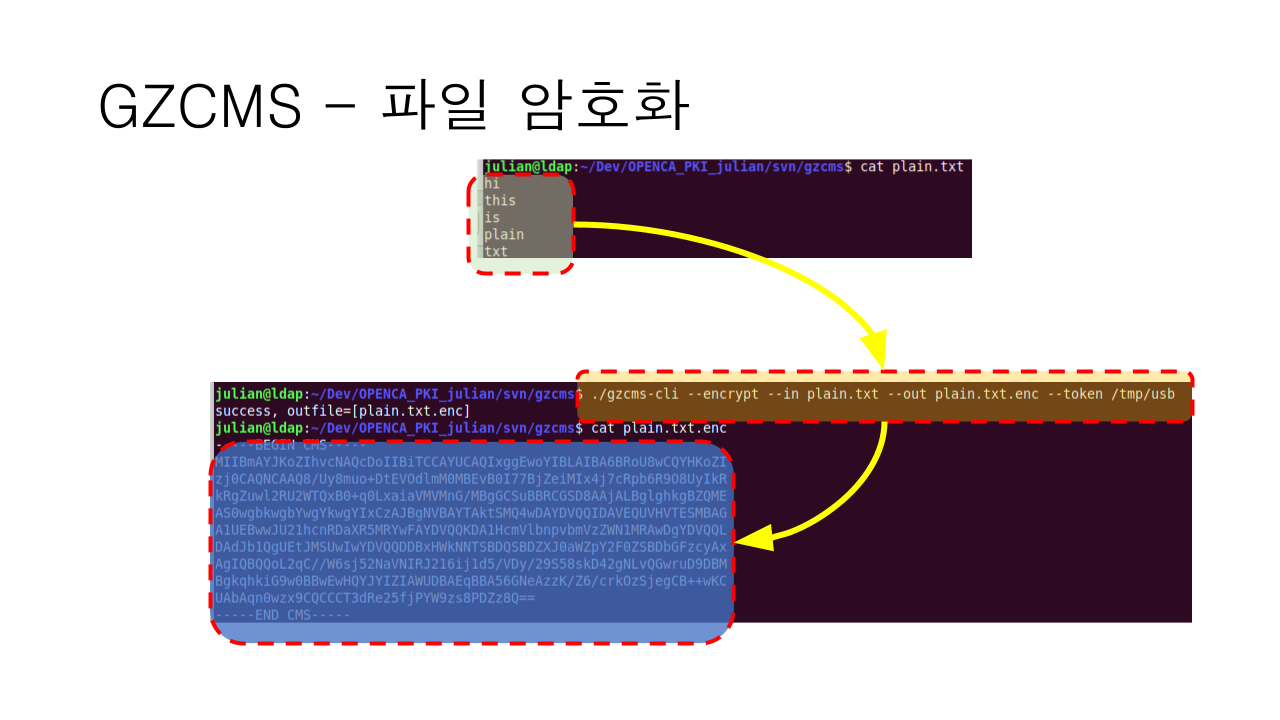 GZCMS – 파일 암호화
julian@ldap:~/Dev/OPENCA_PKI_julian/svn/gzcms$ cat plain.txt
hi
this
is
plain
txt
julian@ldap:~/Dev/OPENCA_PKI_julian/svn/gzcms$ ./gzcms-cli --encrypt --in plain.txt --out plain.txt.enc --token /tmp/usb
success, outfile=[plain.txt.enc]
julian@ldap:~/Dev/OPENCA_PKI_julian/svn/gzcms$ cat plain.txt.enc
-----BEGIN CMS-----
MIIBmAYJKoZIhvcNAQcDoIIBiTCCAYUCAQIxggEwoYIBLAIBA6BRoU8wCQYHKoZI
zj0CAQNCAAQ8/Uy8muo+DtEVOdlmM0MBEvB0I77BjZeiMIx4j7cRpb6R9O8UyIkR
kRgZuwl2RU2WTQxB0+q0LxaiaVMVMnG/MBgGCSuBBRCGSD8AAjALBglghkgBZQME
AS0wgbkwgbYwgYkwgYIxCzAJBgNVBAYTAktSMQ4wDAYDVQQIDAVEQUVHVTESMBAG
A1UEBwwJU21hcnRDaXR5MRYwFAYDVQQKDA1HcmVlbnpvbmVzZWN1MRAwDgYDVQQL
DAdJb1QgUEtJMSUwIwYDVQQDDBxHWkNNTSBDQSBDZXJ0aWZpY2F0ZSBDbGFzcyAx
AgIQBQQoL2qC//W6sj52NaVNIRJ216ij1d5/VDy/29S58skD42gNLvQGwruD9DBM
BgkqhkiG9w0BBwEwHQYJYIZIAWUDBAEqBBA56GNeAzzK/Z6/crkOzSjegCB++wKC
UAbAqn0wzx9CQCCCT3dRe25fjPYW9zs8PDZz8Q==
-----END CMS-----